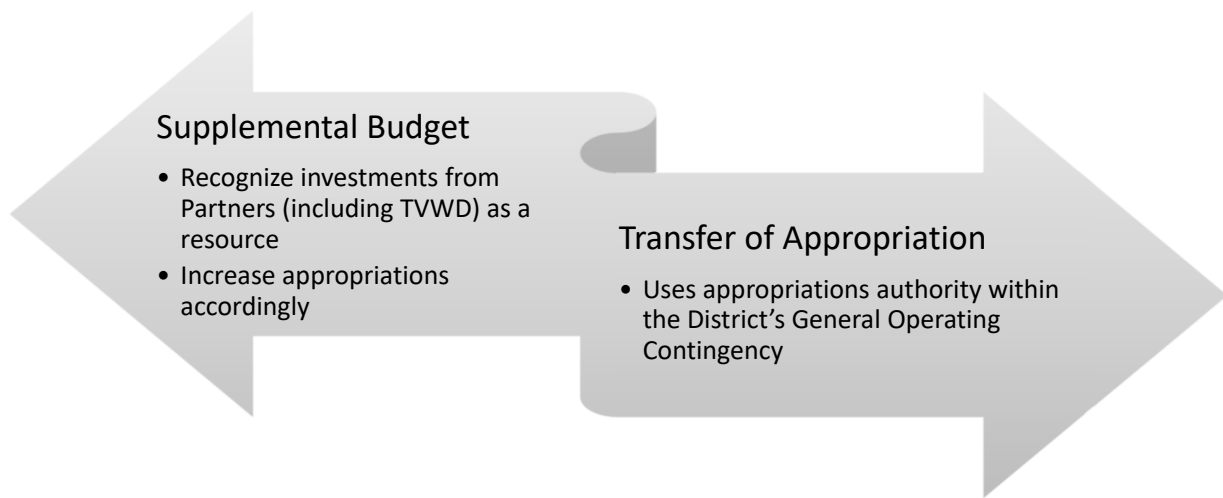 Supplemental Budget
• Recognize investments from
Partners (including TVWD) as a
resource
• Increase appropriations
accordingly
Transfer of Appropriation
• Uses appropriations authority within
the District’s General Operating
Contingency